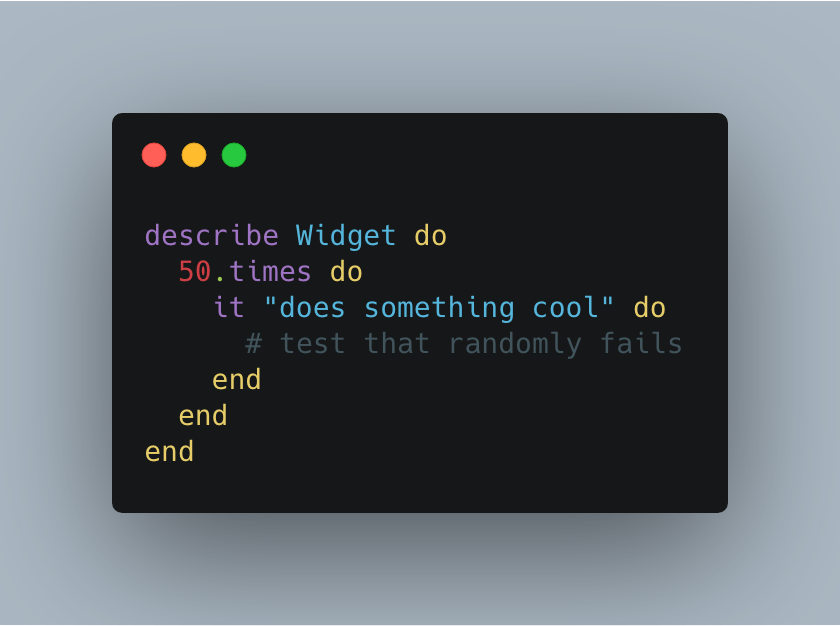 describe Widget do
  50.times do
    it "does something cool" do
      # test that randomly fails
    end
  end
end